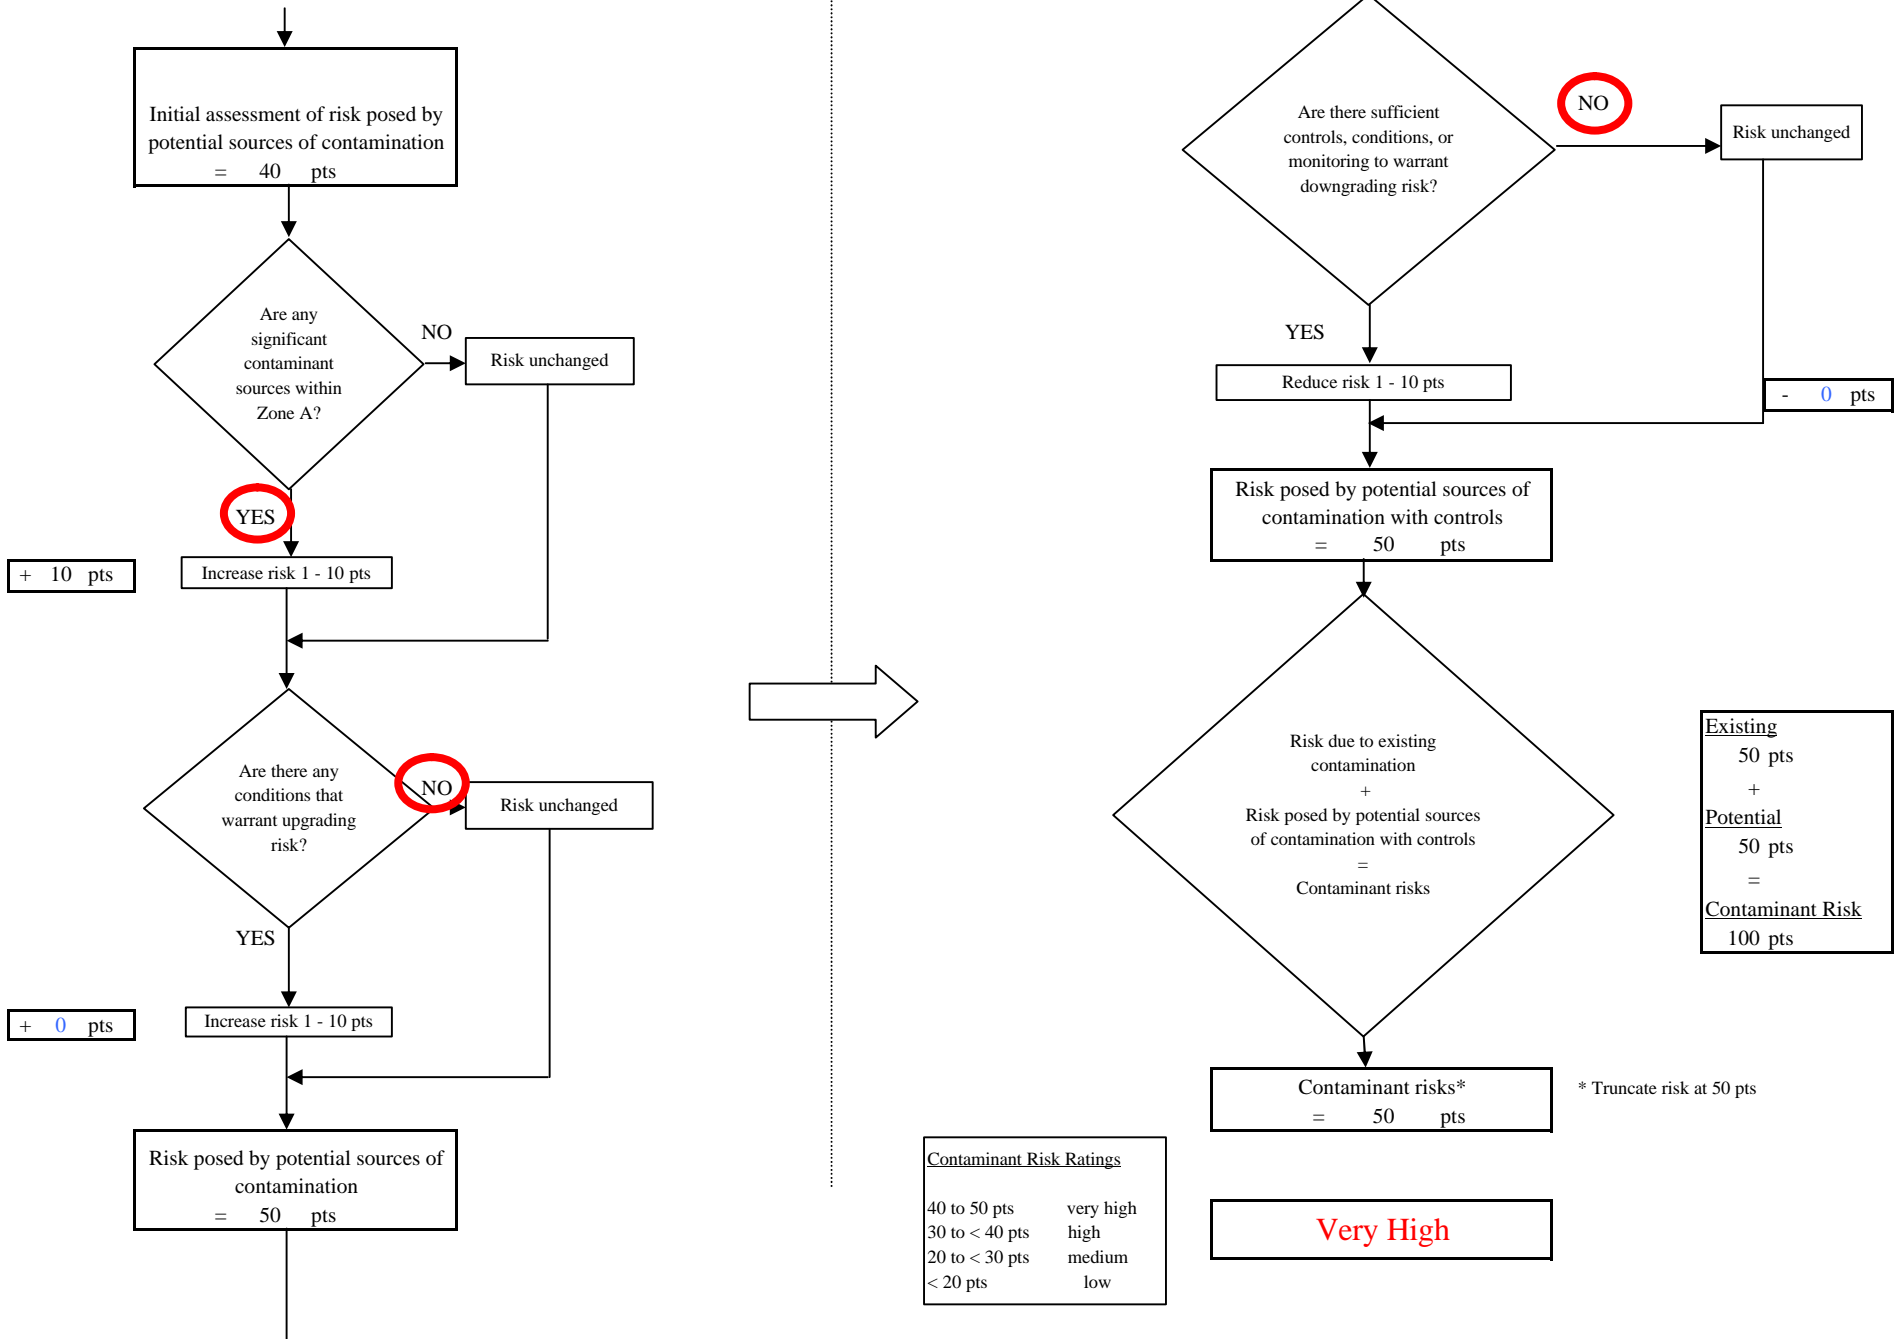 Initial assessment of risk posed by
potential sources of contamination
= 40 pts
Are any
significant
contaminant
sources within
Zone A?
NO
Risk unchanged
YES
+ 10 pts
Increase risk 1 - 10 pts
Are there any
conditions that
warrant upgrading
risk?
NO
Risk unchanged
YES
+ 0 pts
Increase risk 1 - 10 pts
Risk posed by potential sources of
contamination
= 50 pts
Are there sufficient
controls, conditions, or
monitoring to warrant
downgrading risk?
NO
Risk unchanged
YES
Reduce risk 1 - 10 pts
- 0 pts
Risk posed by potential sources of
contamination with controls
= 50 pts
Risk due to existing
contamination
+
Risk posed by potential sources
of contamination with controls
=
Contaminant risks
Existing
50 pts
+
Potential
50 pts
=
Contaminant Risk
100 pts
Contaminant risks*
= 50 pts
* Truncate risk at 50 pts
Contaminant Risk Ratings
40 to 50 pts very high
30 to < 40 pts high
20 to < 30 pts medium
< 20 pts low
Very High